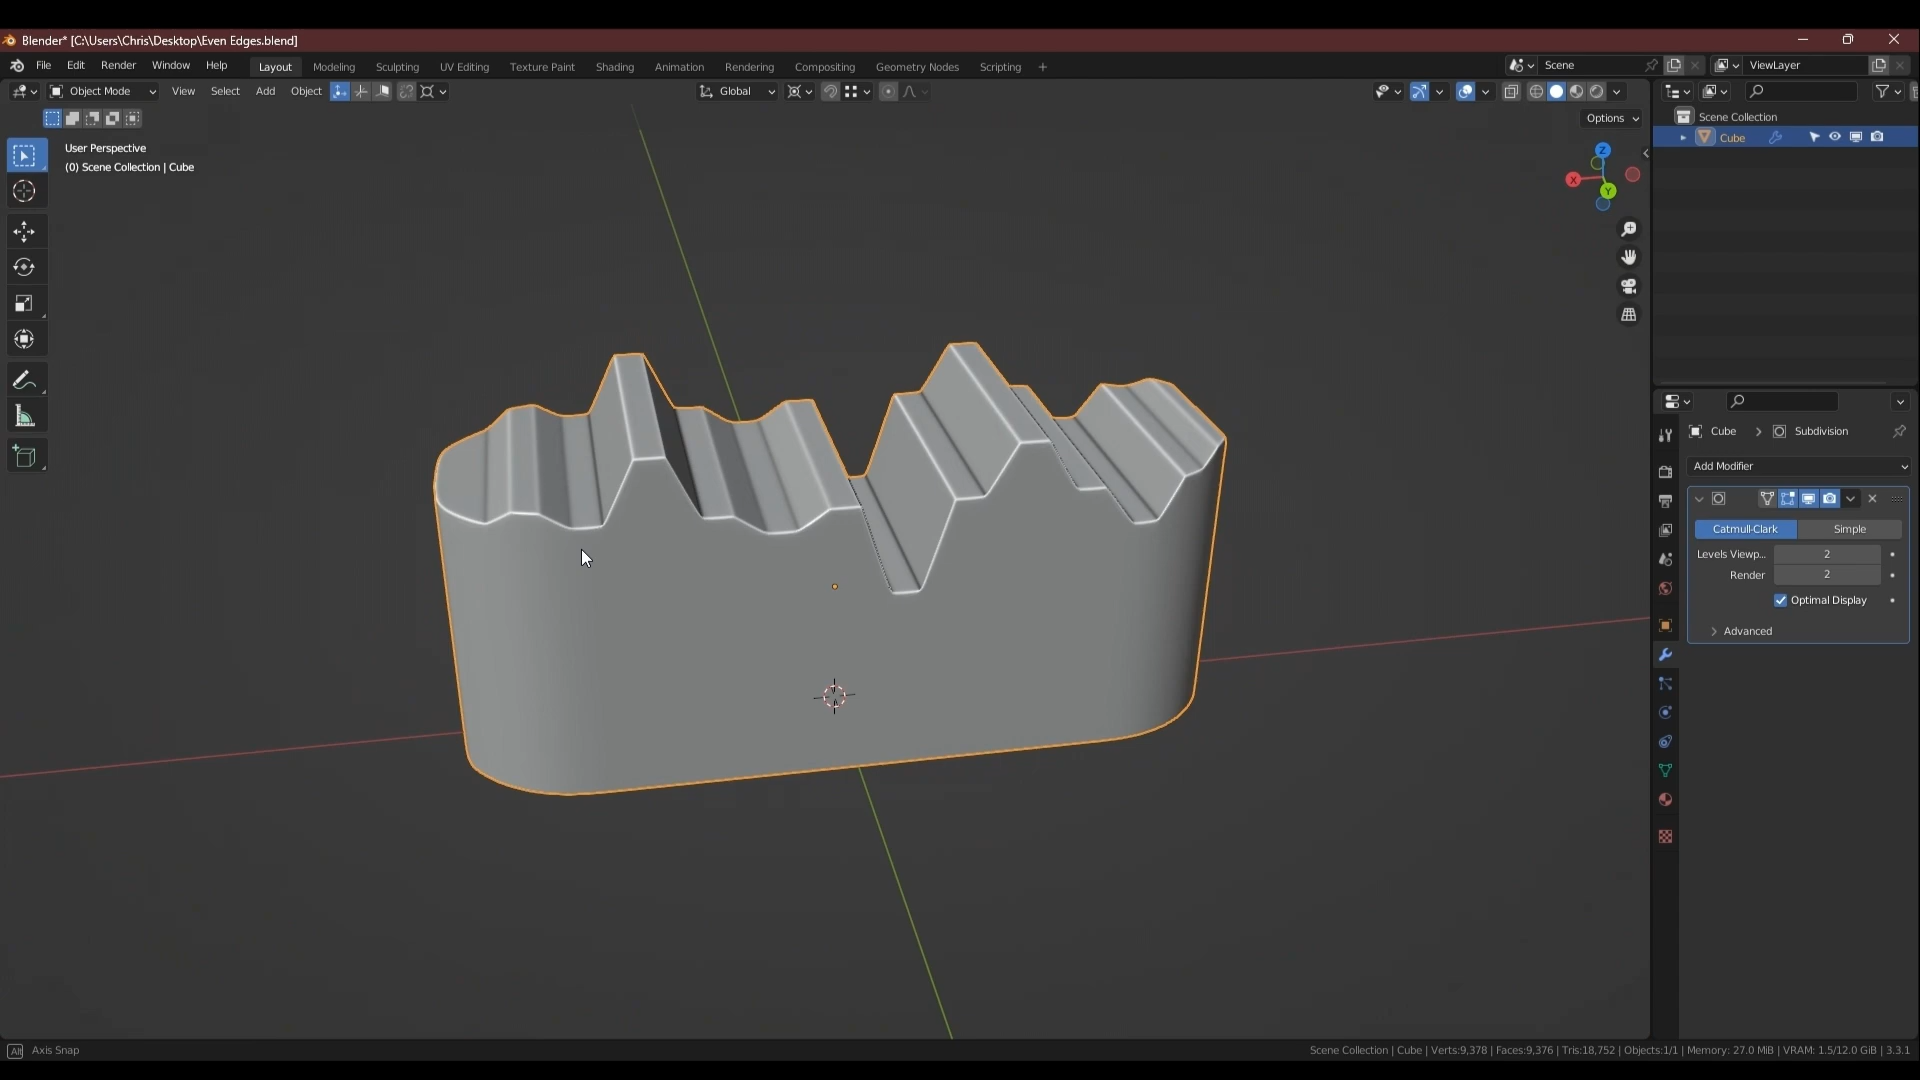 Blender* [C:\Users\Chris\Desktop\Even Edges.blend]
File Edit Render Window Help Layout Modeling Sculpting UV Editing Texture Paint Shading Animation Rendering Compositing Geometry Nodes Scripting + Scene ViewLayer
Object Mode View Select Add Object Global
Options
User Perspective
(0) Scene Collection | Cube
Scene Collection
Cube
Z
X
Y
Cube > Subdivision
Add Modifier
Catmull-Clark Simple
Levels Viewp... 2
Render 2
Optimal Display
Advanced
Alt Axis Snap
Scene Collection | Cube | Verts:9,378 | Faces:9,376 | Tris:18,752 | Objects:1/1 | Memory: 27.0 MiB | VRAM: 1.5/12.0 GiB | 3.3.1